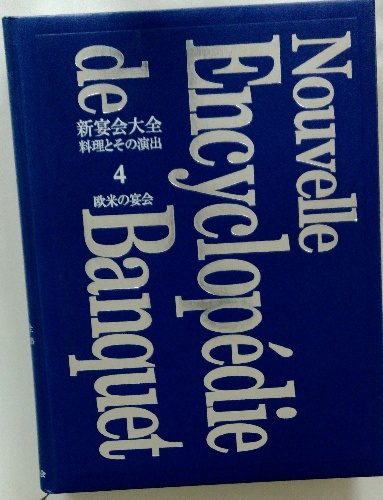 Nouvelle
Encyclopédie
de Banquet
新宴会大全
料理とその演出
4
欧米の宴会